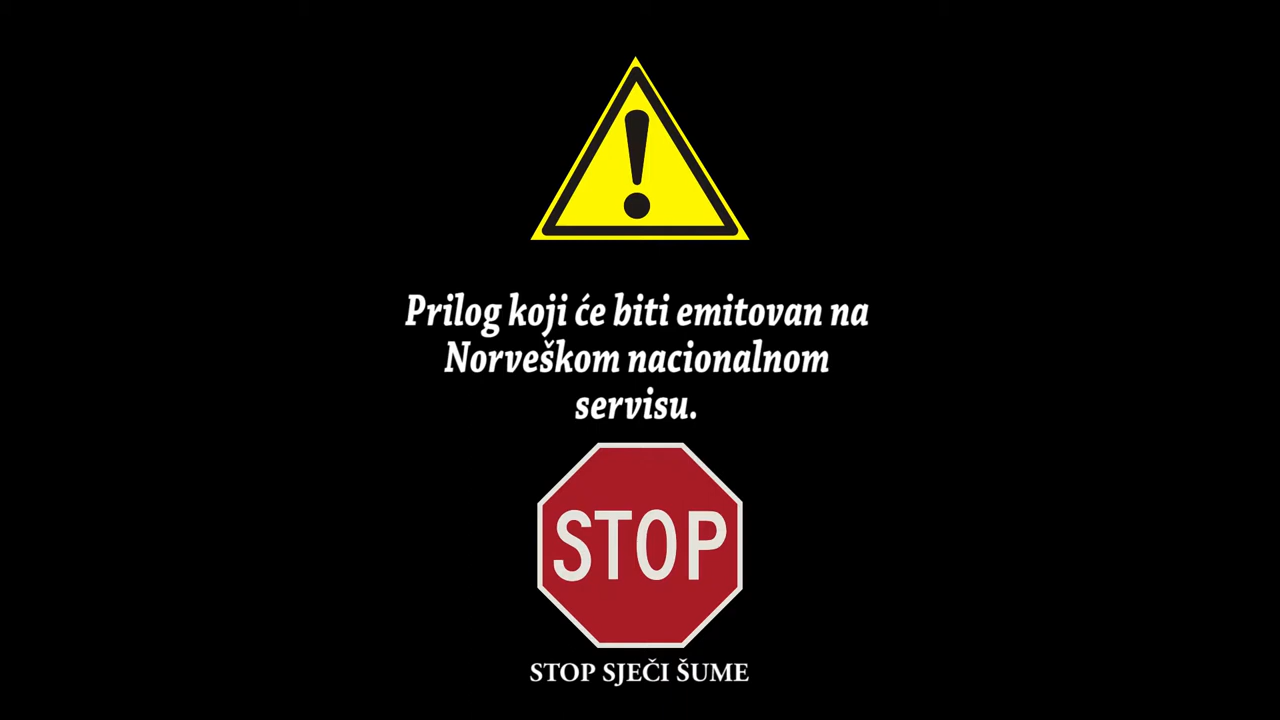 Prilog koji će biti emitovan na
Norveškom nacionalnom
servisu.
STOP
STOP SJEČI ŠUME